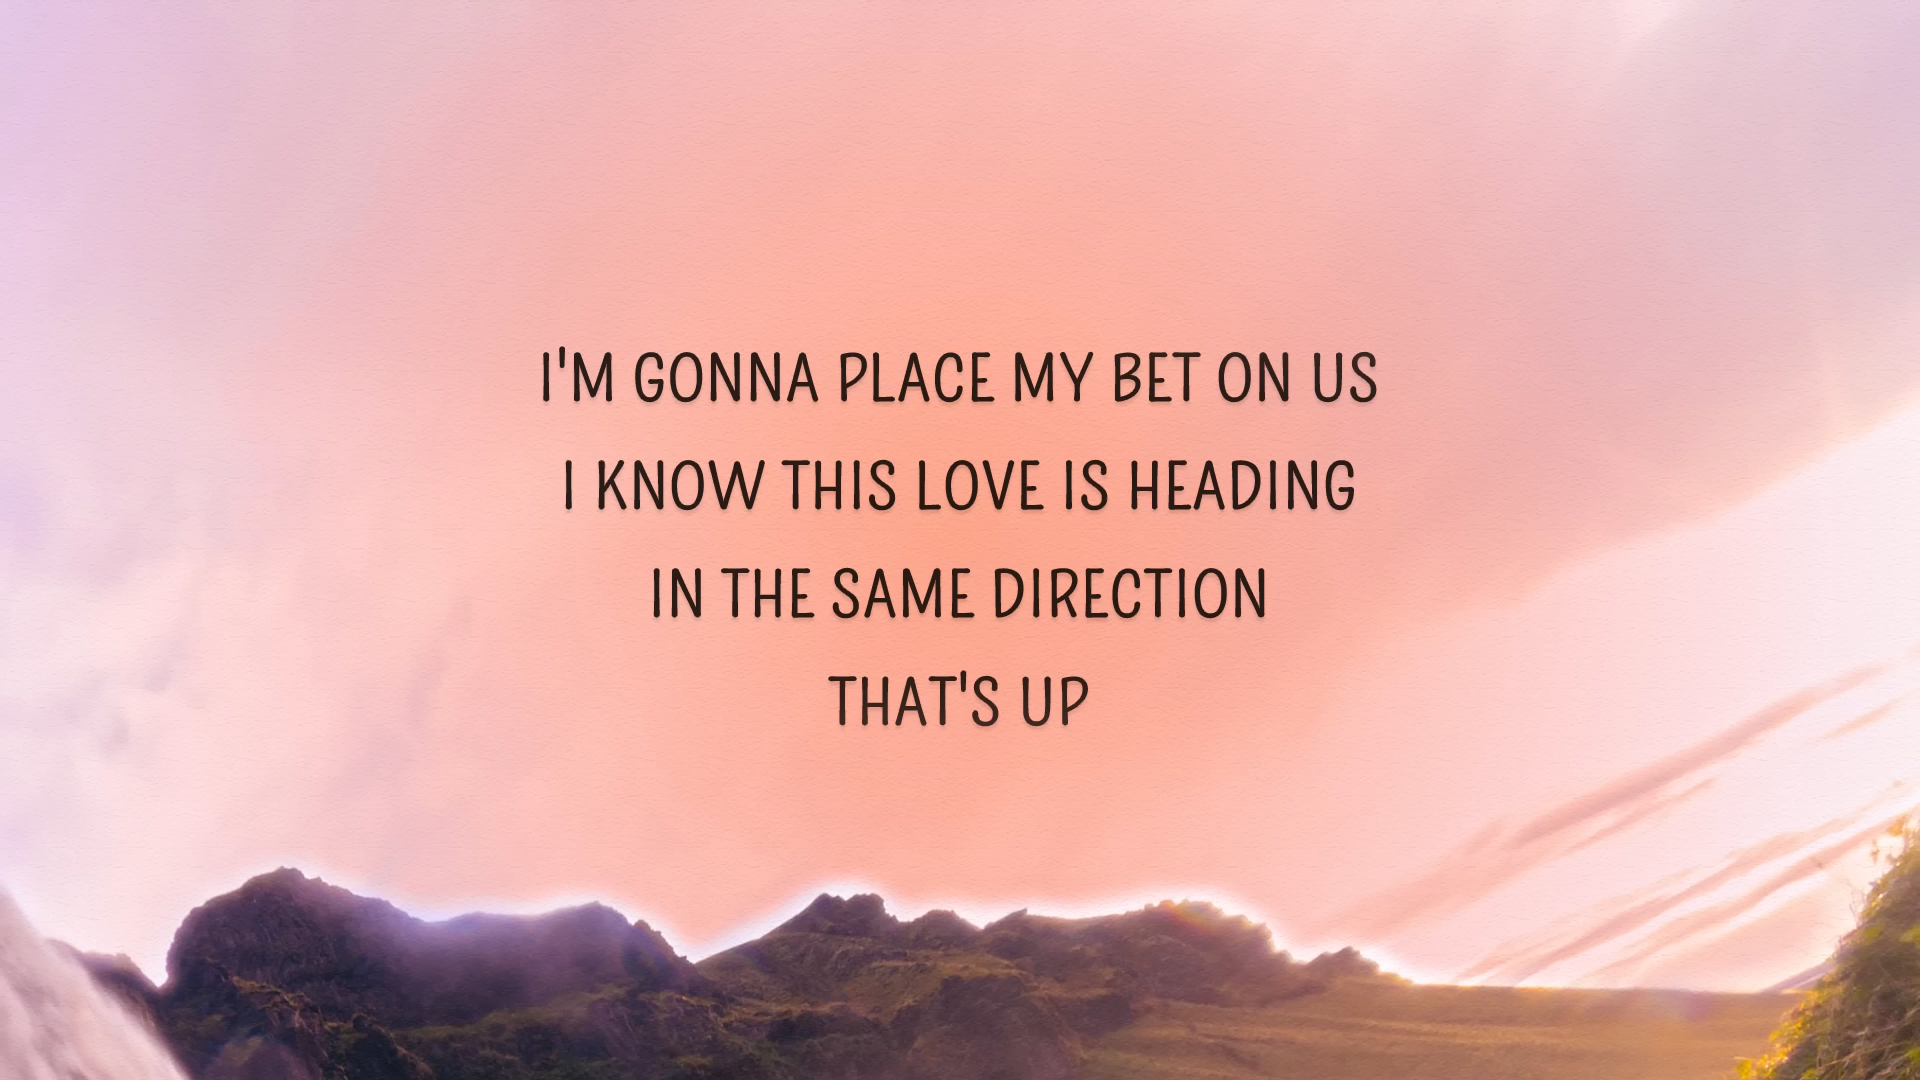 I'M GONNA PLACE MY BET ON US
I KNOW THIS LOVE IS HEADING
IN THE SAME DIRECTION
THAT'S UP